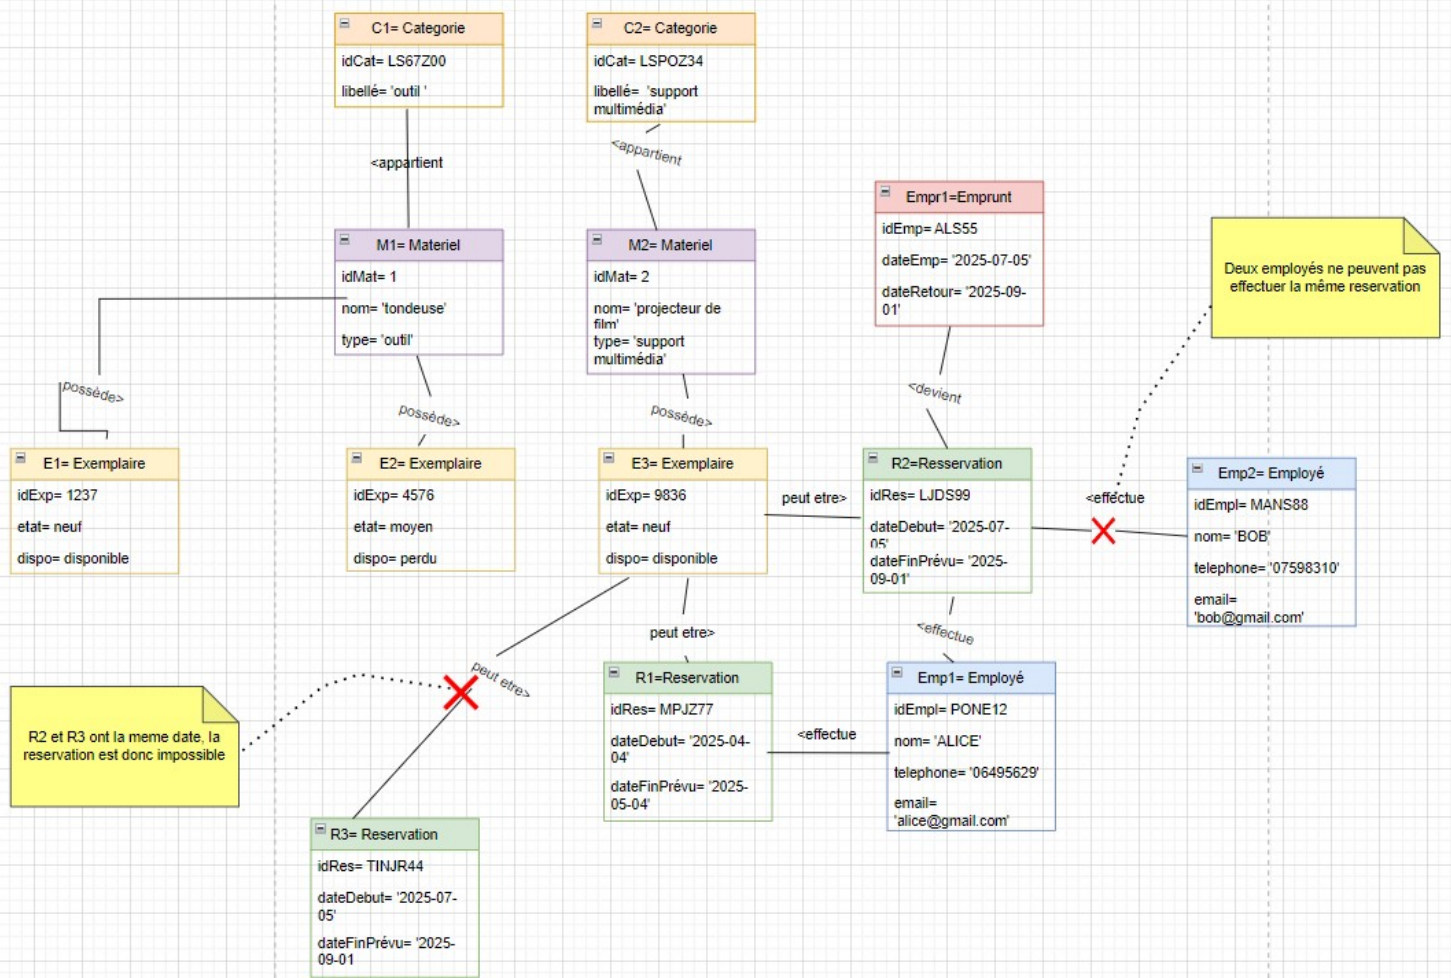 C1= Categorie
idCat= LS67Z00
libellé= 'outil '
C2= Categorie
idCat= LSPOZ34
libellé=  'support
multimédia'
<appartient
<appartient
Empr1=Emprunt
idEmp= ALS55
dateEmp= '2025-07-05'
dateRetour= '2025-09-
01'
Deux employés ne peuvent pas
effectuer la même reservation
M1= Materiel
idMat= 1
nom= 'tondeuse'
type= 'outil'
M2= Materiel
idMat= 2
nom= 'projecteur de
film'
type= 'support
multimédia'
possède>
possède>
possède>
<devient
E1= Exemplaire
idExp= 1237
etat= neuf
dispo= disponible
E2= Exemplaire
idExp= 4576
etat= moyen
dispo= perdu
E3= Exemplaire
idExp= 9836
etat= neuf
dispo= disponible
peut etre>
R2=Resservation
idRes= LJDS99
dateDebut= '2025-07-
05'
dateFinPrévu= '2025-
09-01'
<effectue
Emp2= Employé
idEmpl= MANS88
nom= 'BOB'
telephone= '07598310'
email=
'bob@gmail.com'
peut etre>
peut etre>
<effectue
R2 et R3 ont la meme date, la
reservation est donc impossible
R1=Reservation
idRes= MPJZ77
dateDebut= '2025-04-
04'
dateFinPrévu= '2025-
05-04'
<effectue
Emp1= Employé
idEmpl= PONE12
nom= 'ALICE'
telephone= '06495629'
email=
'alice@gmail.com'
R3= Reservation
idRes= TINJR44
dateDebut= '2025-07-
05'
dateFinPrévu= '2025-
09-01